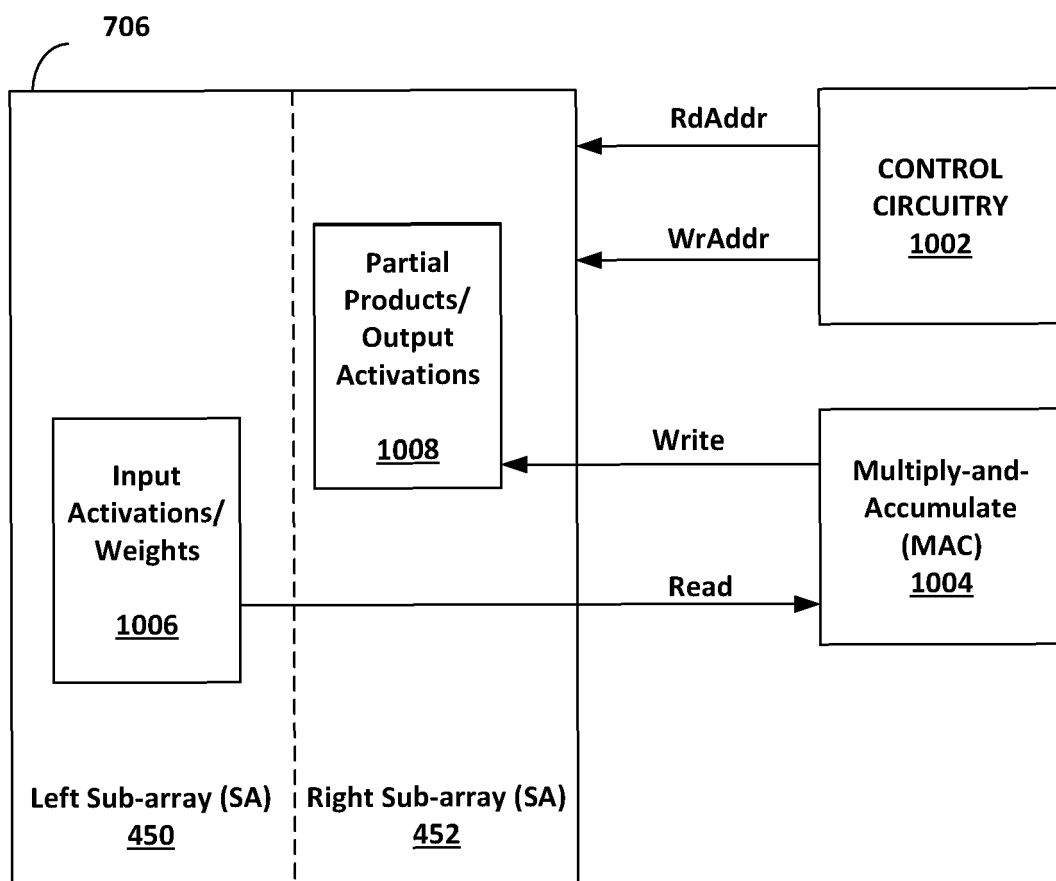 706
RdAddr
CONTROL
CIRCUITRY
1002
WrAddr
Partial
Products/
Output
Activations
1008
Write
Multiply-and-
Accumulate
(MAC)
1004
Input
Activations/
Weights
1006
Read
Left Sub-array (SA)
450
Right Sub-array (SA)
452